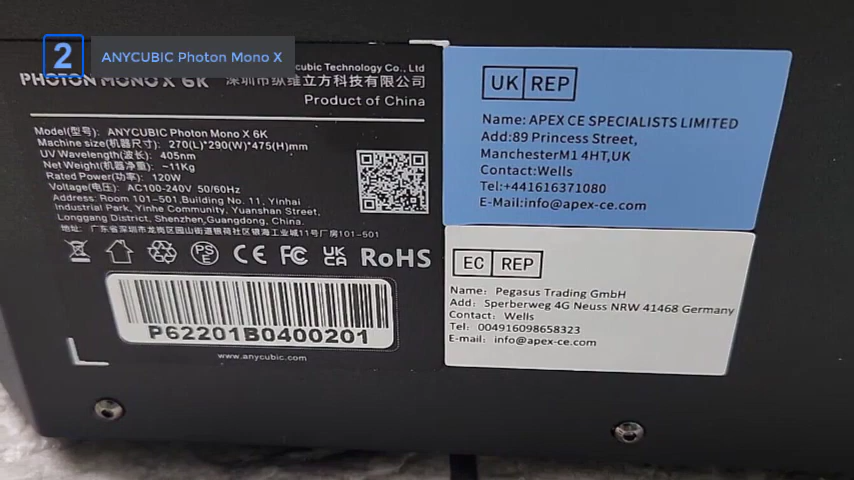 2
ANYCUBIC Photon Mono X
cubic Technology Co., Ltd
PHOTON MONO X 6K
深圳市纵维立方科技有限公司
Product of China
Model(型号): ANYCUBIC Photon Mono X 6K
Machine size(机器尺寸): 270(L)*290(W)*475(H)mm
UV Wavelength(波长): 405nm
Net Weight(机器净重): ~11Kg
Rated Power(功率): 120W
Voltage(电压): AC100-240V 50/60Hz
Address: Room 101-501,Building No. 11, Yinhai
Industrial Park, Yinhe Community, Yuanshan Street,
Longgang District, Shenzhen,Guangdong, China.
地址: 广东省深圳市龙岗区园山街道银荷社区银海工业城11号厂房101-501
PS E CE FC UK CA RoHS
P62201B0400201
www.anycubic.com
UK REP
Name: APEX CE SPECIALISTS LIMITED
Add:89 Princess Street,
ManchesterM1 4HT,UK
Contact:Wells
Tel:+441616371080
E-Mail:info@apex-ce.com
EC REP
Name: Pegasus Trading GmbH
Add: Sperberweg 4G Neuss NRW 41468 Germany
Contact: Wells
Tel: 004916098658323
E-mail: info@apex-ce.com